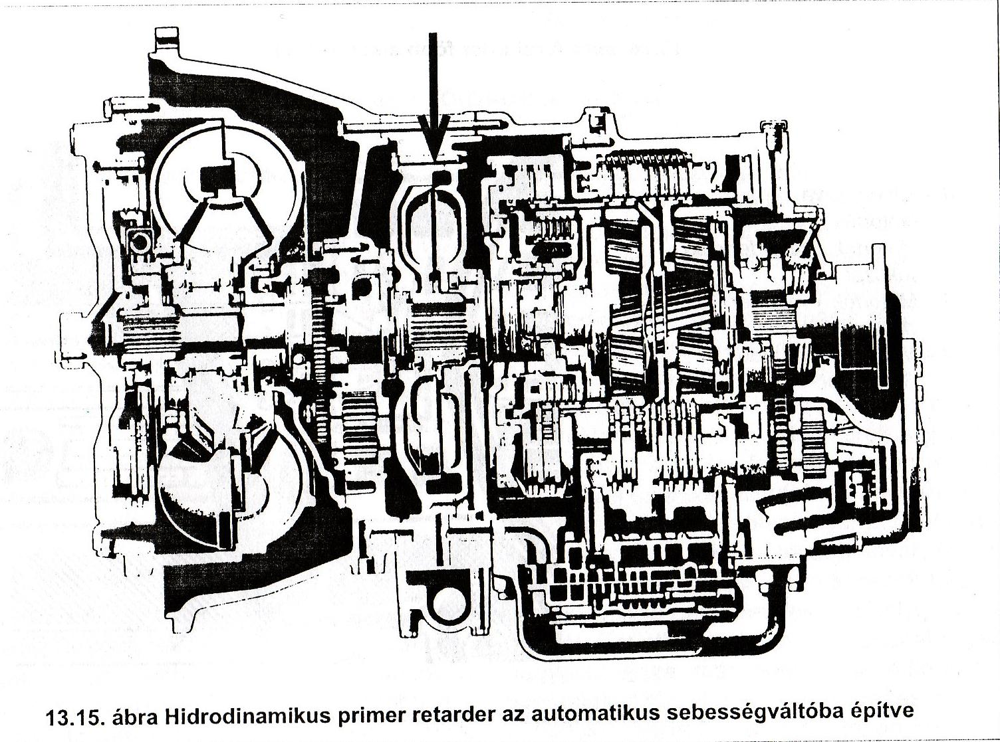 13.15. ábra Hidrodinamikus primer retarder az automatikus sebességváltóba építve